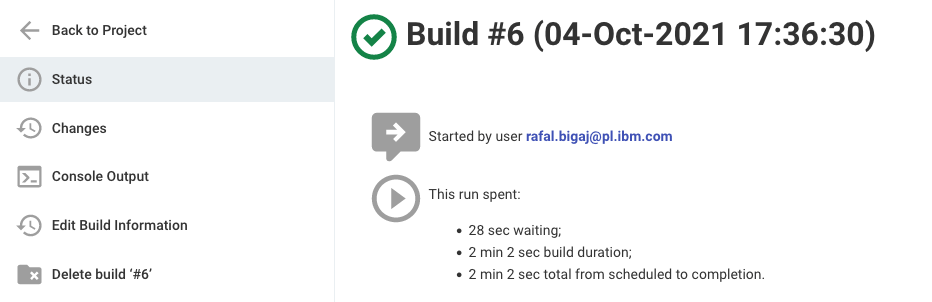 Back to Project
Status
Changes
Console Output
Edit Build Information
Delete build ‘#6’
Build #6 (04-Oct-2021 17:36:30)
Started by user rafal.bigaj@pl.ibm.com
This run spent:
• 28 sec waiting;
• 2 min 2 sec build duration;
• 2 min 2 sec total from scheduled to completion.